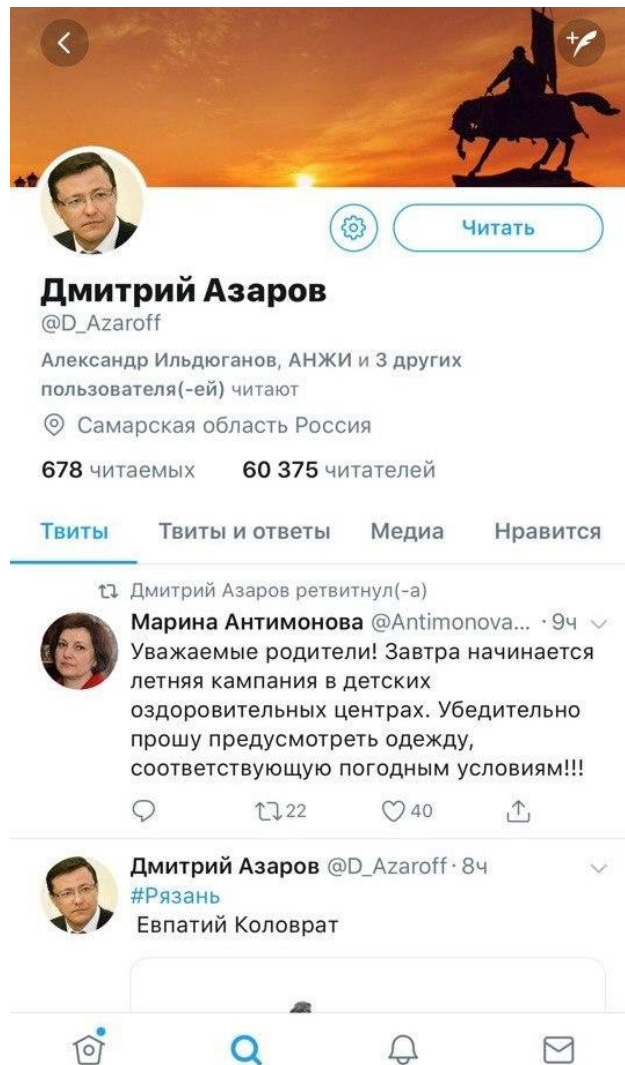 Читать
Дмитрий Азаров
@D_Azaroff
Александр Ильдюганов, АНЖИ и 3 других
пользователя(-ей) читают
Самарская область Россия
678 читаемых 60 375 читателей
Твиты Твиты и ответы Медиа Нравится
Дмитрий Азаров ретвитнул(-а)
Марина Антимонова @Antimonova... · 9ч
Уважаемые родители! Завтра начинается
летняя кампания в детских
оздоровительных центрах. Убедительно
прошу предусмотреть одежду,
соответствующую погодным условиям!!!
22 40
Дмитрий Азаров @D_Azaroff · 8ч
#Рязань
Евпатий Коловрат